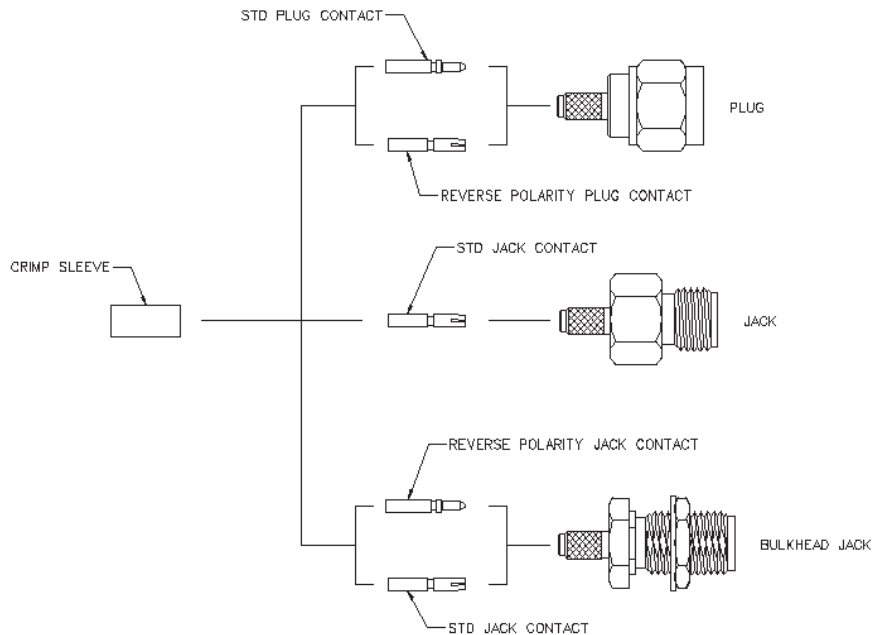 STD PLUG CONTACT
PLUG
REVERSE POLARITY PLUG CONTACT
STD JACK CONTACT
CRIMP SLEEVE
JACK
REVERSE POLARITY JACK CONTACT
BULKHEAD JACK
STD JACK CONTACT